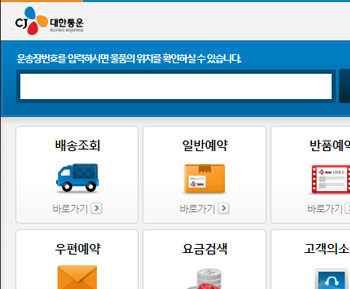 CJ 대한통운
Korea express
운송장번호를 입력하시면 물품의 위치를 확인하실 수 있습니다.
배송조회
일반예약
반품예
바로가기
바로가기
바로가기
우편예약
요금검색
고객의소